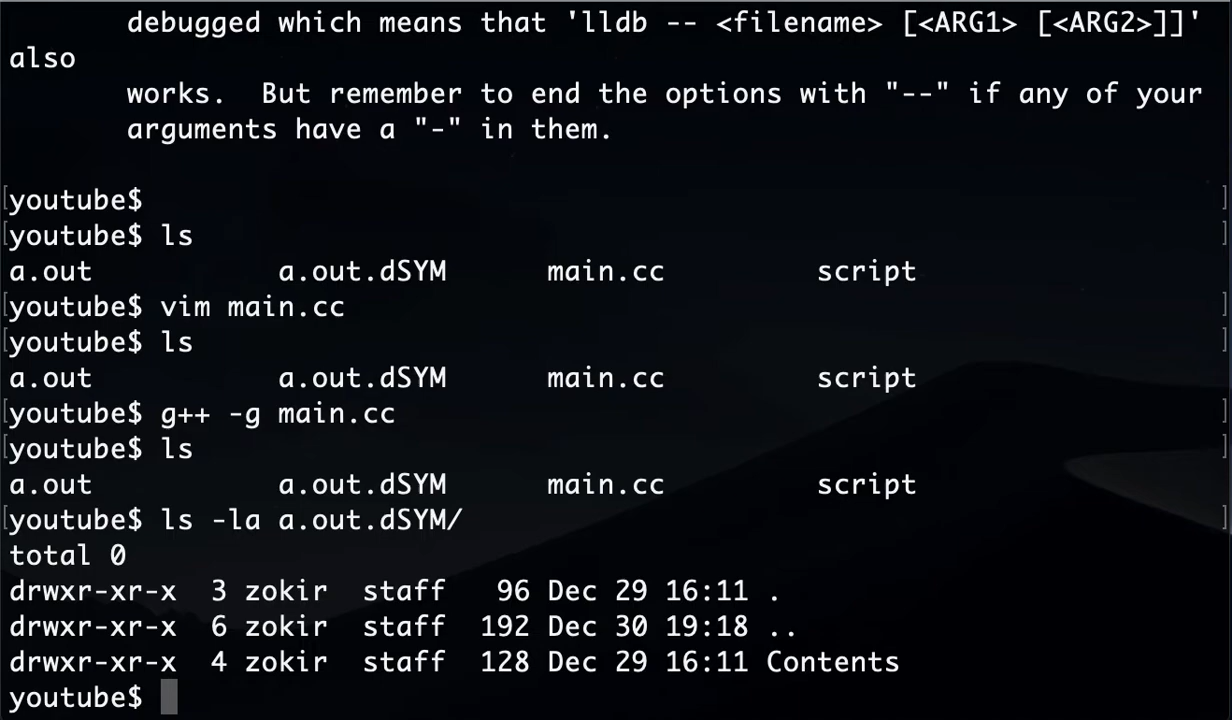 debugged which means that 'lldb -- <filename> [<ARG1> [<ARG2>]]'
also
works.  But remember to end the options with "--" if any of your
arguments have a "-" in them.
[youtube$ ]
[youtube$ ls ]
a.out a.out.dSYM main.cc script
[youtube$ vim main.cc ]
[youtube$ ls ]
a.out a.out.dSYM main.cc script
[youtube$ g++ -g main.cc ]
[youtube$ ls ]
a.out a.out.dSYM main.cc script
[youtube$ ls -la a.out.dSYM/ ]
total 0
drwxr-xr-x  3 zokir  staff   96 Dec 29 16:11 .
drwxr-xr-x  6 zokir  staff  192 Dec 30 19:18 ..
drwxr-xr-x  4 zokir  staff  128 Dec 29 16:11 Contents
youtube$